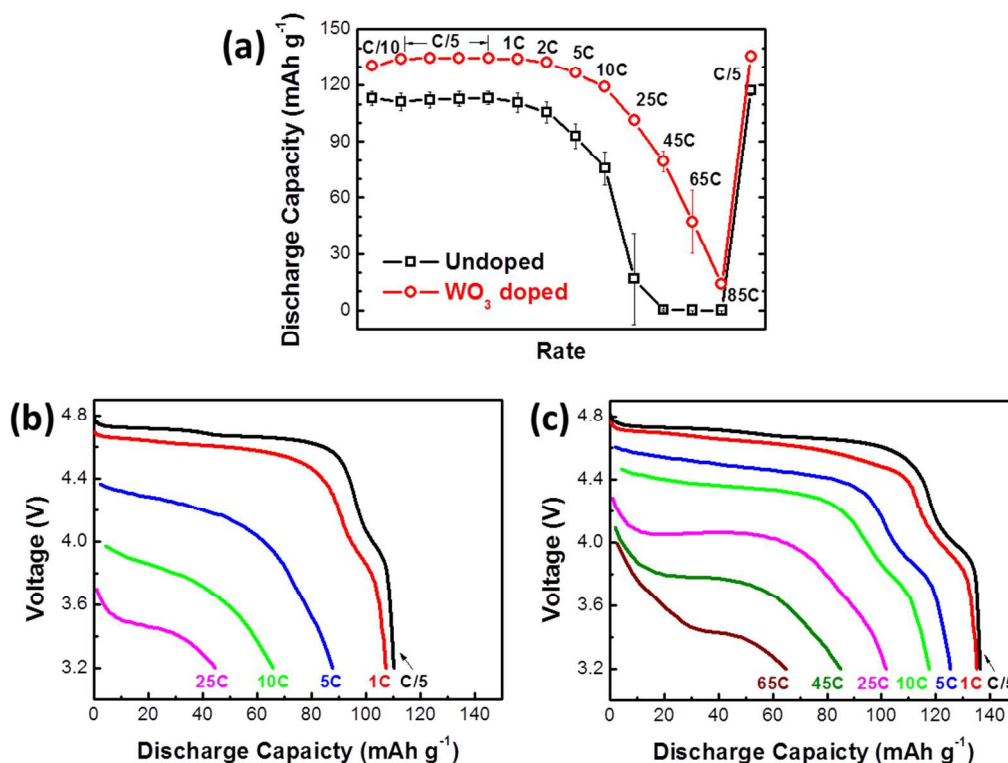 (a)
Discharge Capacity (mAh g⁻¹)
150
120
90
60
30
0
C/10
C/5
1C
2C
5C
10C
25C
45C
65C
85C
C/5
Undoped
WO₃ doped
Rate
(b)
Voltage (V)
4.8
4.4
4.0
3.6
3.2
25C
10C
5C
1C
C/5
0 20 40 60 80 100 120 140
Discharge Capaicty (mAh g⁻¹)
(c)
Voltage (V)
4.8
4.4
4.0
3.6
3.2
65C
45C
25C
10C
5C
1C
C/5
0 20 40 60 80 100 120 140
Discharge Capaicty (mAh g⁻¹)